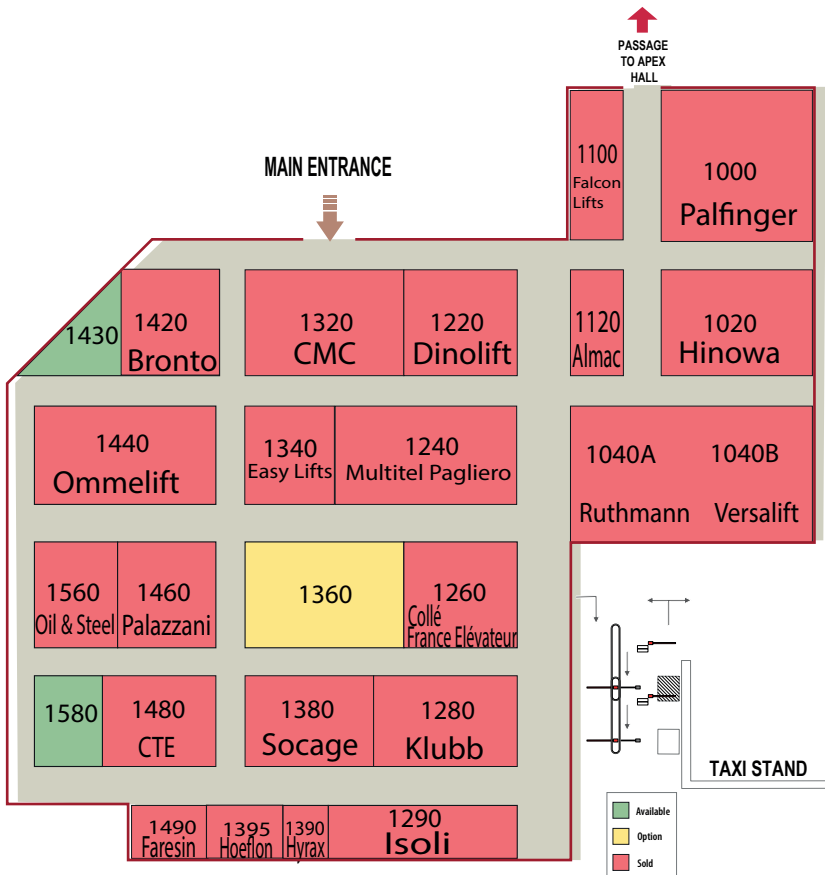 PASSAGE
TO APEX
HALL
MAIN ENTRANCE
1100
Falcon
Lifts
1000
Palfinger
1430
1420
Bronto
1320
CMC
1220
Dinolift
1120
Almac
1020
Hinowa
1440
Ommelift
1340
Easy Lifts
1240
Multitel Pagliero
1040A
Ruthmann
1040B
Versalift
1560
Oil & Steel
1460
Palazzani
1360
1260
Collé
France Elévateur
1580
1480
CTE
1380
Socage
1280
Klubb
TAXI STAND
1490
Faresin
1395
Hoeflon
1390
Hyrax
1290
Isoli
Available
Option
Sold